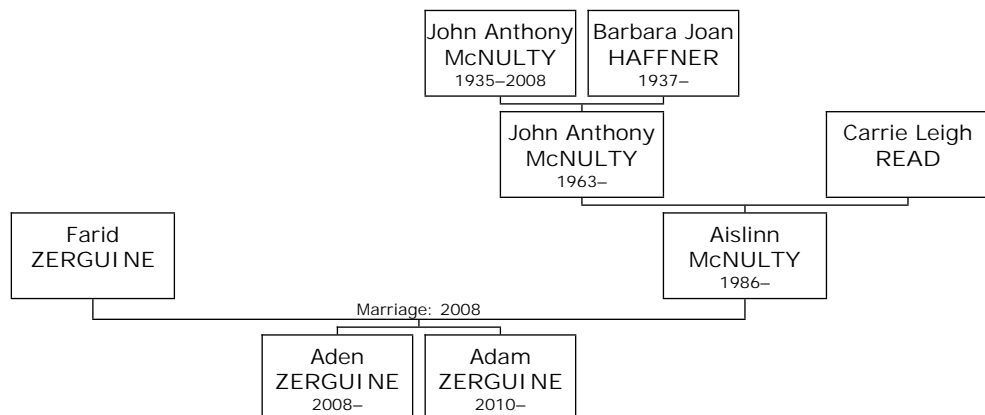 John Anthony
McNULTY
1935–2008
Barbara Joan
HAFFNER
1937–
John Anthony
McNULTY
1963–
Carrie Leigh
READ
Farid
ZERGUINE
Aislinn
McNULTY
1986–
Marriage: 2008
Aden
ZERGUINE
2008–
Adam
ZERGUINE
2010–